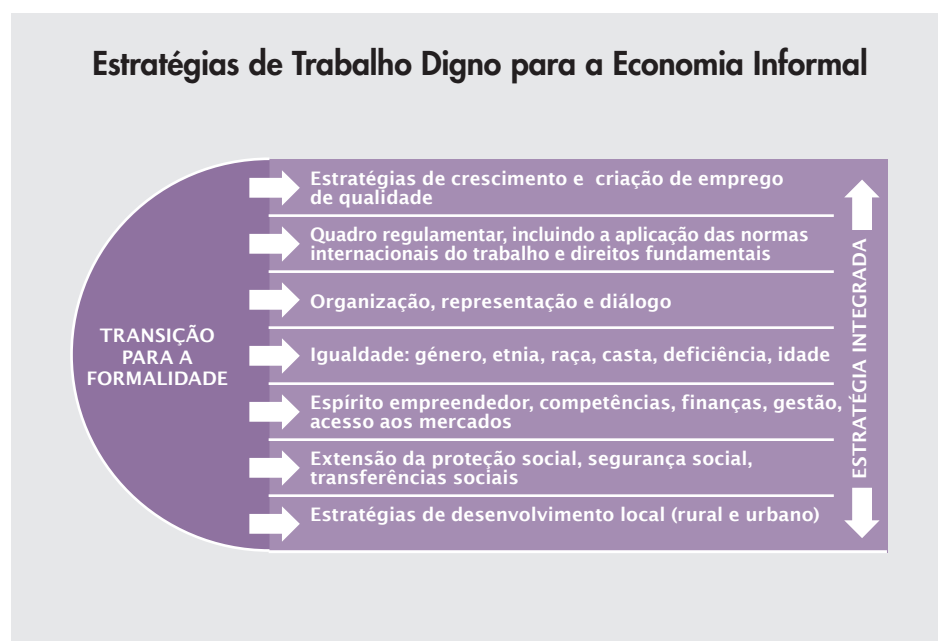 Estratégias de Trabalho Digno para a Economia Informal
TRANSIÇÃO
PARA A
FORMALIDADE
Estratégias de crescimento e criação de emprego
de qualidade
Quadro regulamentar, incluindo a aplicação das normas
internacionais do trabalho e direitos fundamentais
Organização, representação e diálogo
Igualdade: género, etnia, raça, casta, deficiência, idade
Espírito empreendedor, competências, finanças, gestão,
acesso aos mercados
Extensão da proteção social, segurança social,
transferências sociais
Estratégias de desenvolvimento local (rural e urbano)
ESTRATÉGIA INTEGRADA